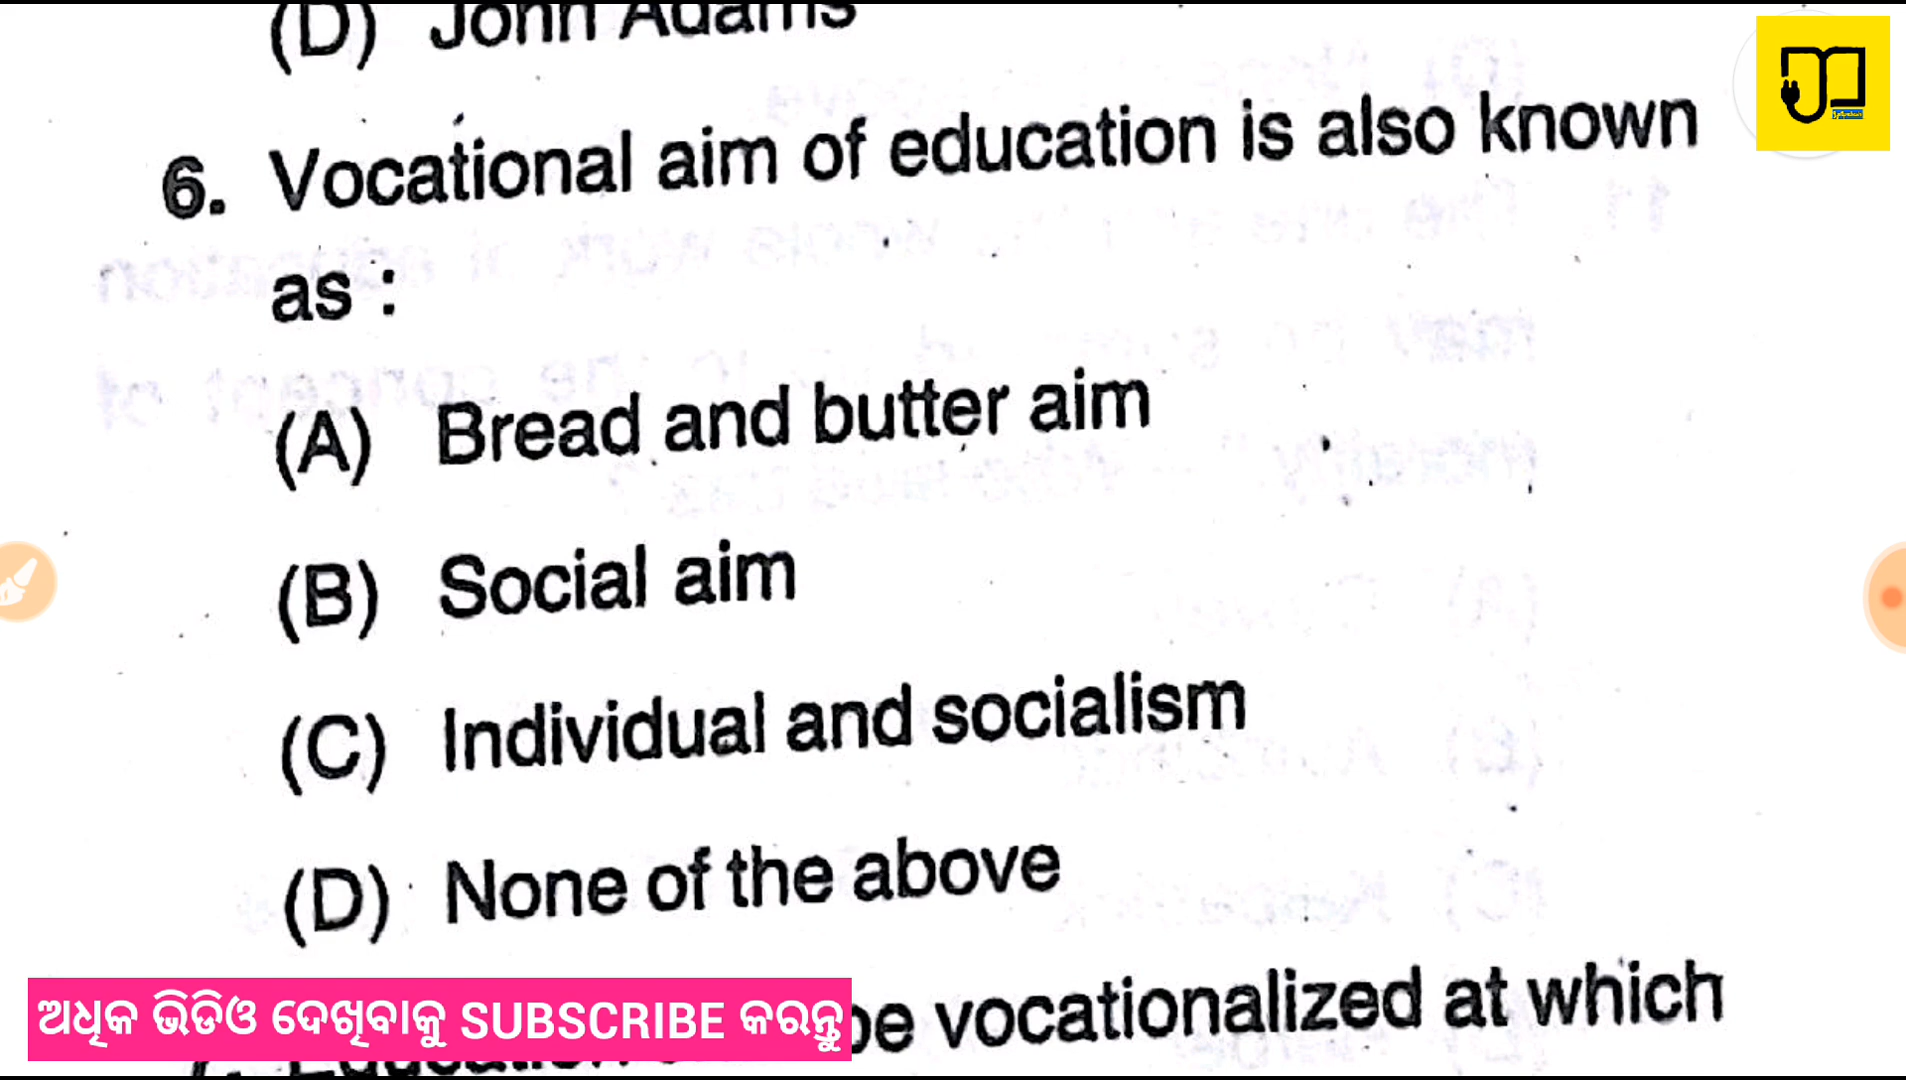 (D) John Adams
6. Vocational aim of education is also known
as :
(A) Bread and butter aim
(B) Social aim
(C) Individual and socialism
(D) None of the above
be vocationalized at which
ଅଧିକ ଭିଡିଓ ଦେଖିବାକୁ SUBSCRIBE କରନ୍ତୁ